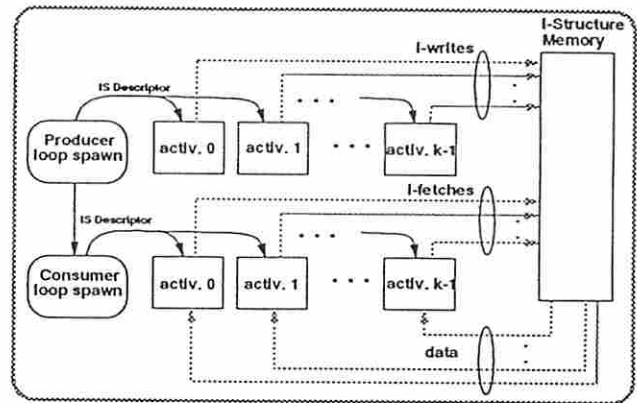 I-Structure
Memory
I-writes
IS Descriptor
Producer
loop spawn
activ. 0
activ. 1
activ. k-1
I-fetches
IS Descriptor
Consumer
loop spawn
activ. 0
activ. 1
activ. k-1
data